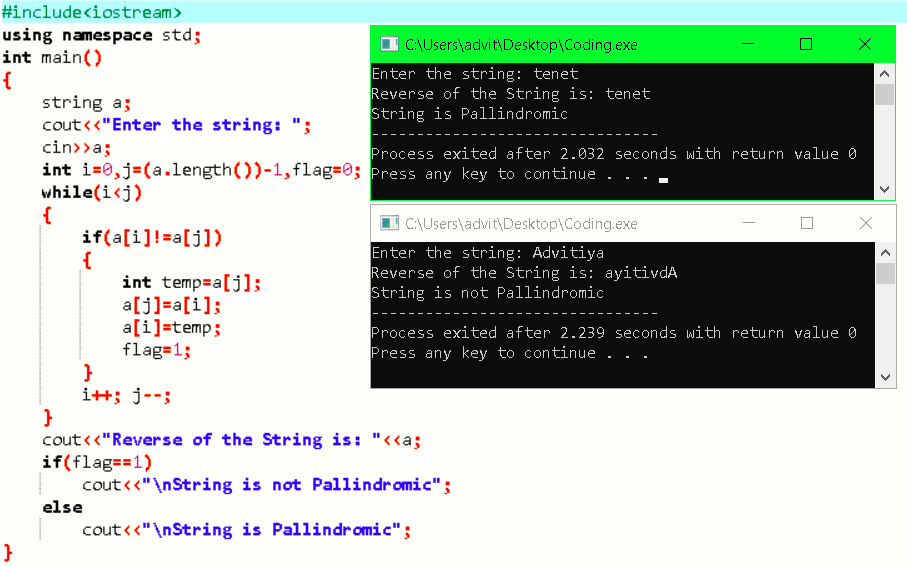 #include<iostream>
using namespace std;
int main()
{
    string a;
    cout<<"Enter the string: ";
    cin>>a;
    int i=0,j=(a.length())-1,flag=0;
    while(i<j)
    {
        if(a[i]!=a[j])
        {
            int temp=a[j];
            a[j]=a[i];
            a[i]=temp;
            flag=1;
        }
        i++; j--;
    }
    cout<<"Reverse of the String is: "<<a;
    if(flag==1)
        cout<<"\nString is not Pallindromic";
    else
        cout<<"\nString is Pallindromic";
}
C:\Users\advit\Desktop\Coding.exe
Enter the string: tenet
Reverse of the String is: tenet
String is Pallindromic
--------------------------------
Process exited after 2.032 seconds with return value 0
Press any key to continue . . .
C:\Users\advit\Desktop\Coding.exe
Enter the string: Advitiya
Reverse of the String is: ayitivdA
String is not Pallindromic
--------------------------------
Process exited after 2.239 seconds with return value 0
Press any key to continue . . .